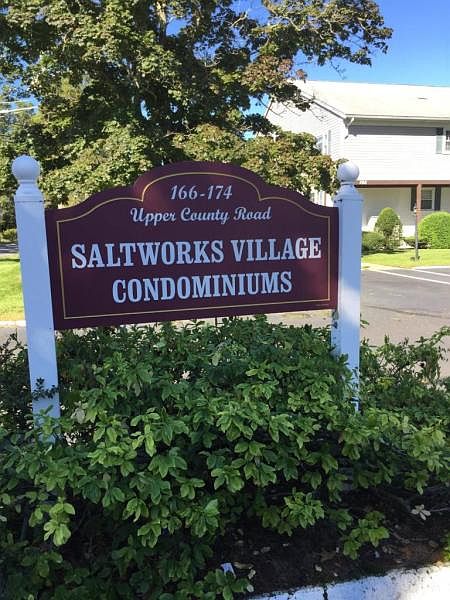 166-174
Upper County Road
SALTWORKS VILLAGE
CONDOMINIUMS